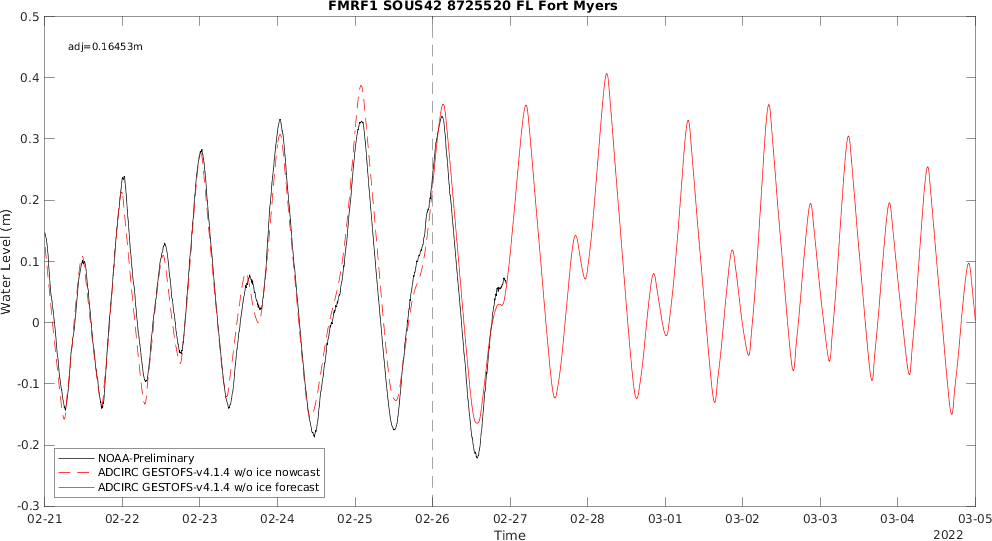 FMRF1 SOUS42 8725520 FL Fort Myers
0.5
adj=0.16453m
0.4
0.3
0.2
0.1
0
-0.1
-0.2
-0.3
Water Level (m)
NOAA-Preliminary
ADCIRC GESTOFS-v4.1.4 w/o ice nowcast
ADCIRC GESTOFS-v4.1.4 w/o ice forecast
02-21 02-22 02-23 02-24 02-25 02-26 02-27 02-28 03-01 03-02 03-03 03-04 03-05
Time
2022